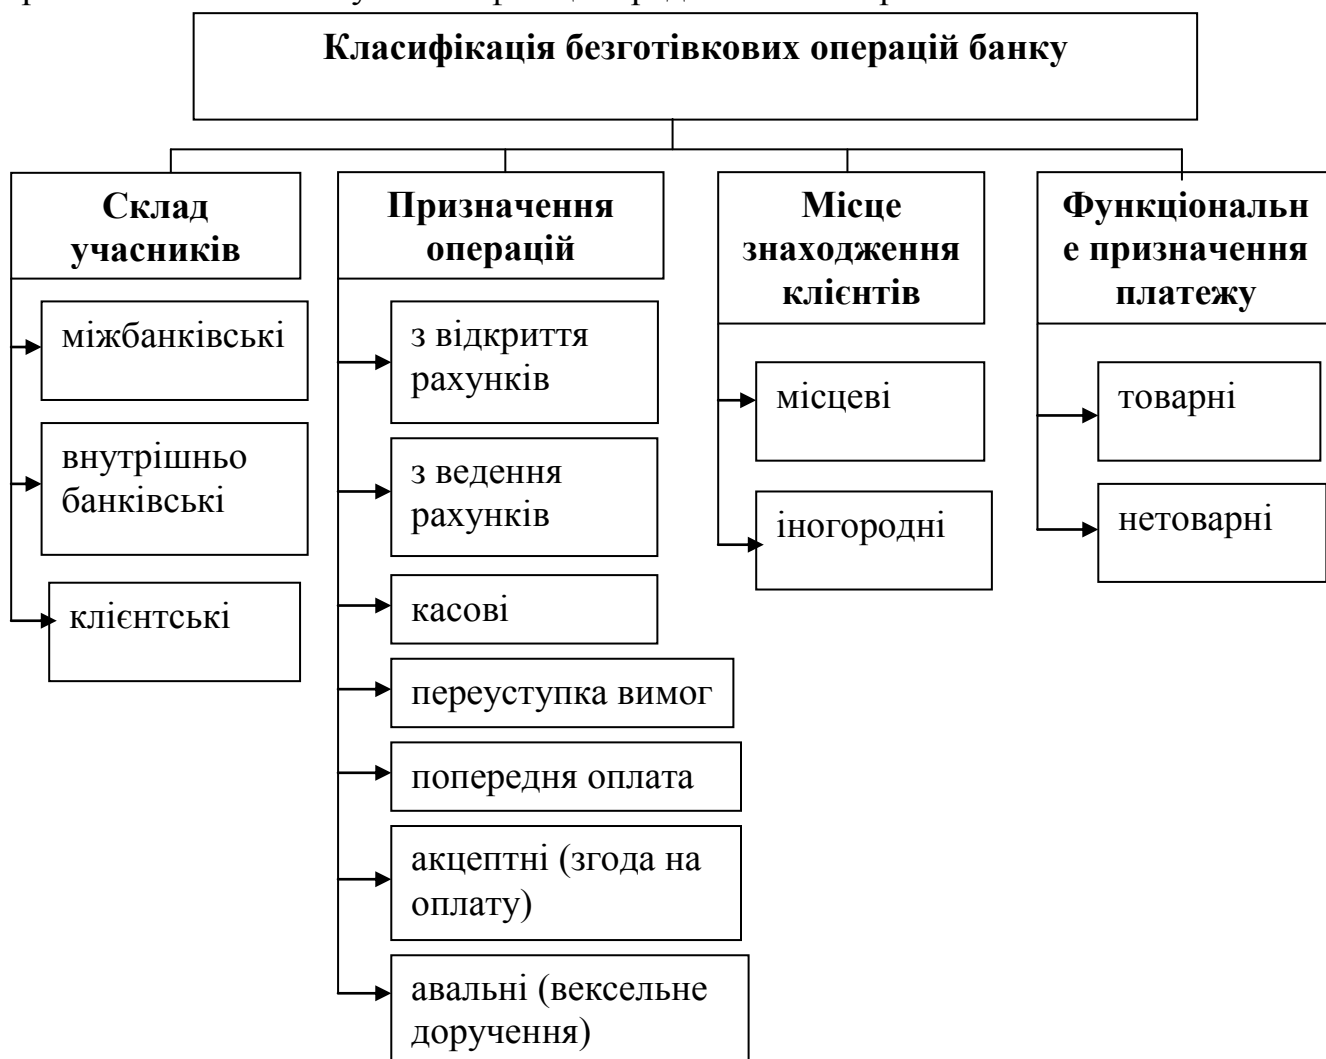 Класифікація безготівкових операцій банку
Склад
учасників
міжбанківські
внутрішньо
банківські
клієнтські
Призначення
операцій
з відкриття
рахунків
з ведення
рахунків
касові
переуступка вимог
попередня оплата
акцептні (згода на
оплату)
авальні (вексельне
доручення)
Місце
знаходження
клієнтів
місцеві
іногородні
Функціональн
е призначення
платежу
товарні
нетоварні